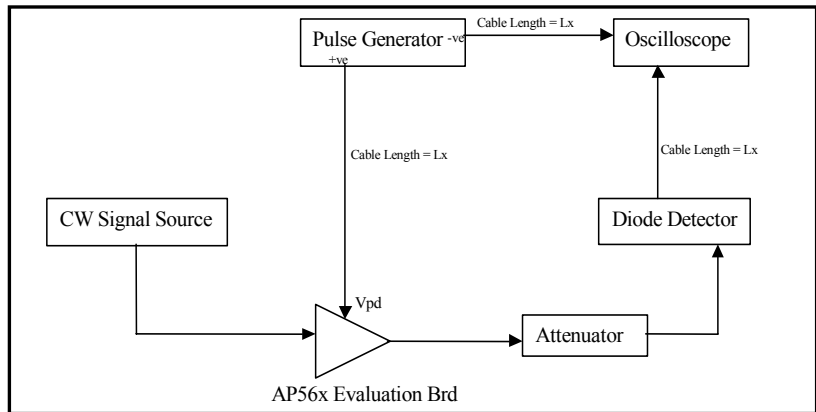 Pulse Generator -ve
+ve
Cable Length = Lx
Oscilloscope
Cable Length = Lx
Cable Length = Lx
CW Signal Source
Diode Detector
Vpd
Attenuator
AP56x Evaluation Brd